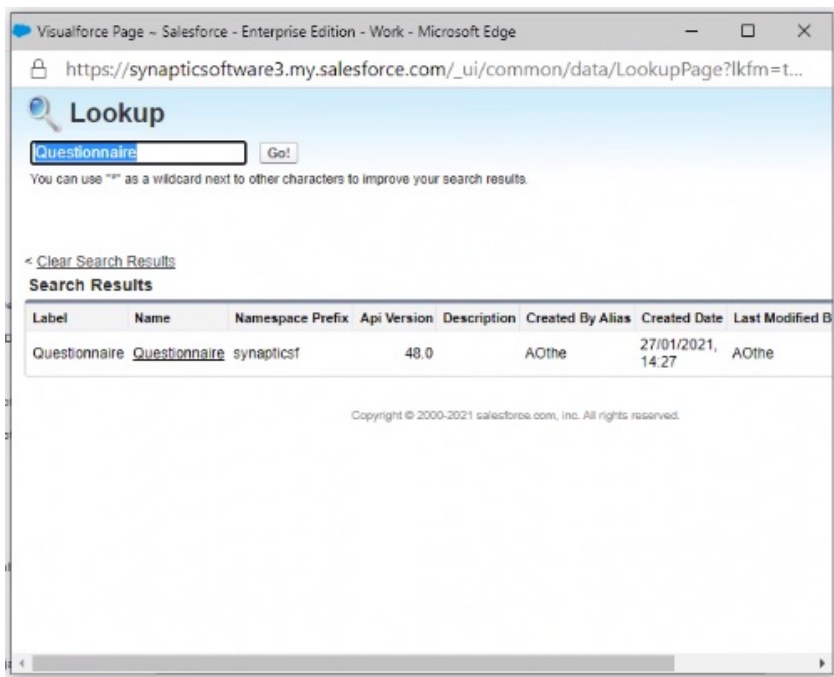 Visualforce Page ~ Salesforce - Enterprise Edition - Work - Microsoft Edge
https://synapticsoftware3.my.salesforce.com/_ui/common/data/LookupPage?lkfm=t...
Lookup
Questionnaire Go!
You can use "*" as a wildcard next to other characters to improve your search results.
< Clear Search Results
Search Results
Label Name Namespace Prefix Api Version Description Created By Alias Created Date Last Modified B
Questionnaire Questionnaire synapticsf 48.0 AOthe 27/01/2021, AOthe
14:27
Copyright © 2000-2021 salesforce.com, inc. All rights reserved.